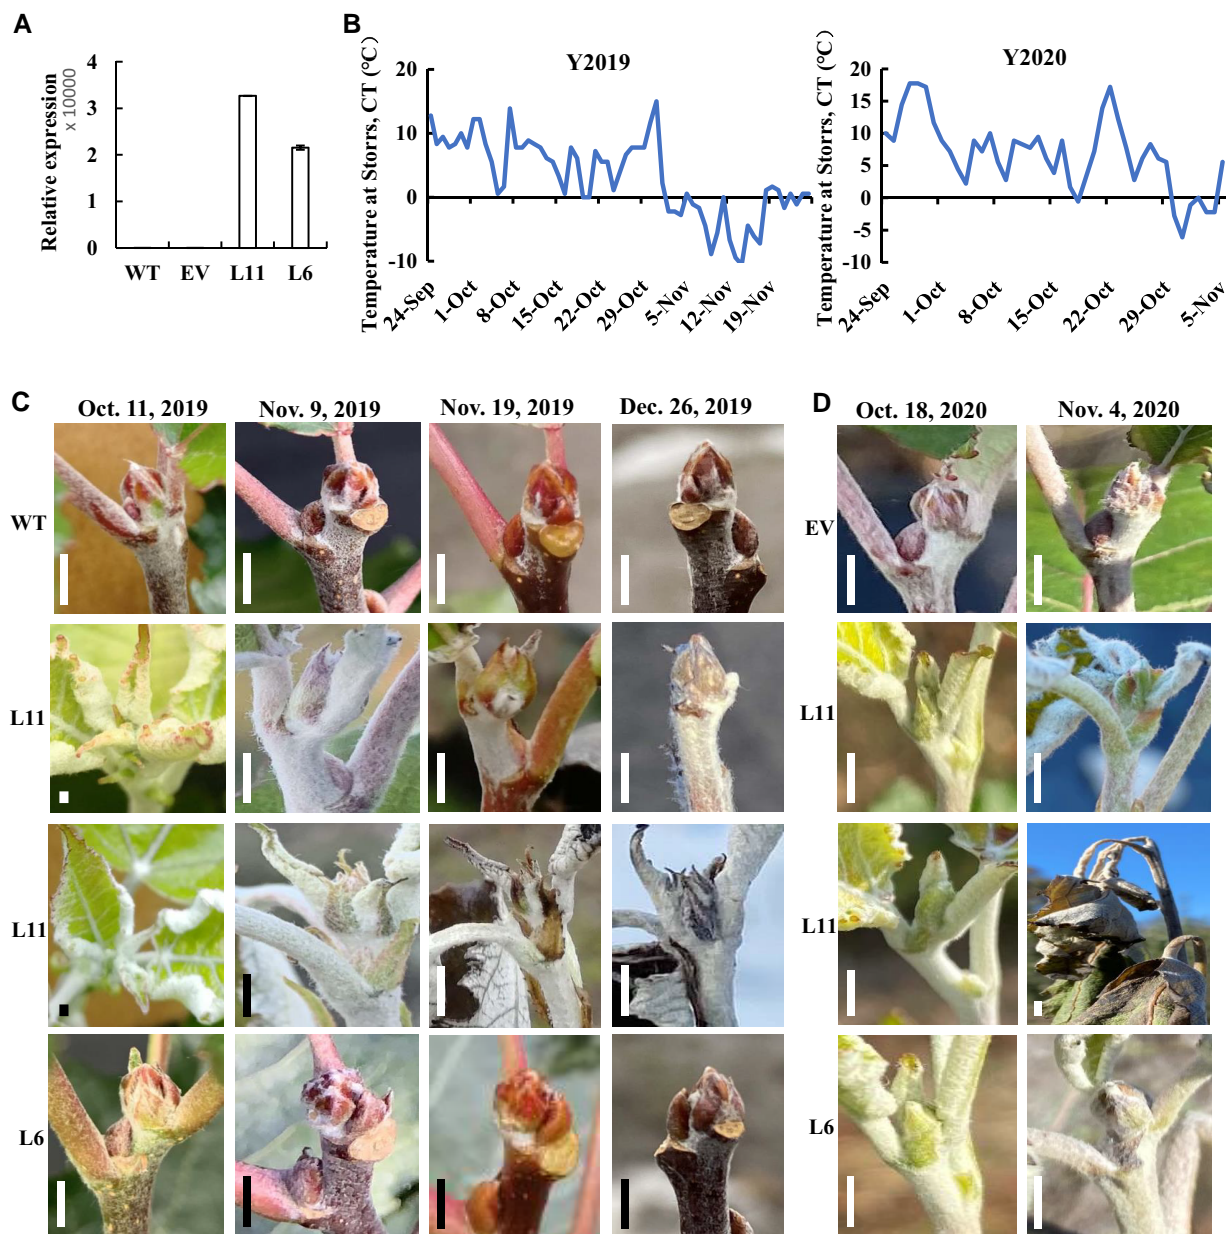 A
Relative expression
x 10000
4
3
2
1
0
WT EV L11 L6
B
Temperature at Storrs, CT (℃)
Y2019
20
10
0
-10
24-Sep 1-Oct 8-Oct 15-Oct 22-Oct 29-Oct 5-Nov 12-Nov 19-Nov
Temperature at Storrs, CT (℃)
Y2020
20
15
10
5
0
-5
-10
24-Sep 1-Oct 8-Oct 15-Oct 22-Oct 29-Oct 5-Nov
C
Oct. 11, 2019 Nov. 9, 2019 Nov. 19, 2019 Dec. 26, 2019
WT
L11
L11
L6
D
Oct. 18, 2020 Nov. 4, 2020
EV
L11
L11
L6